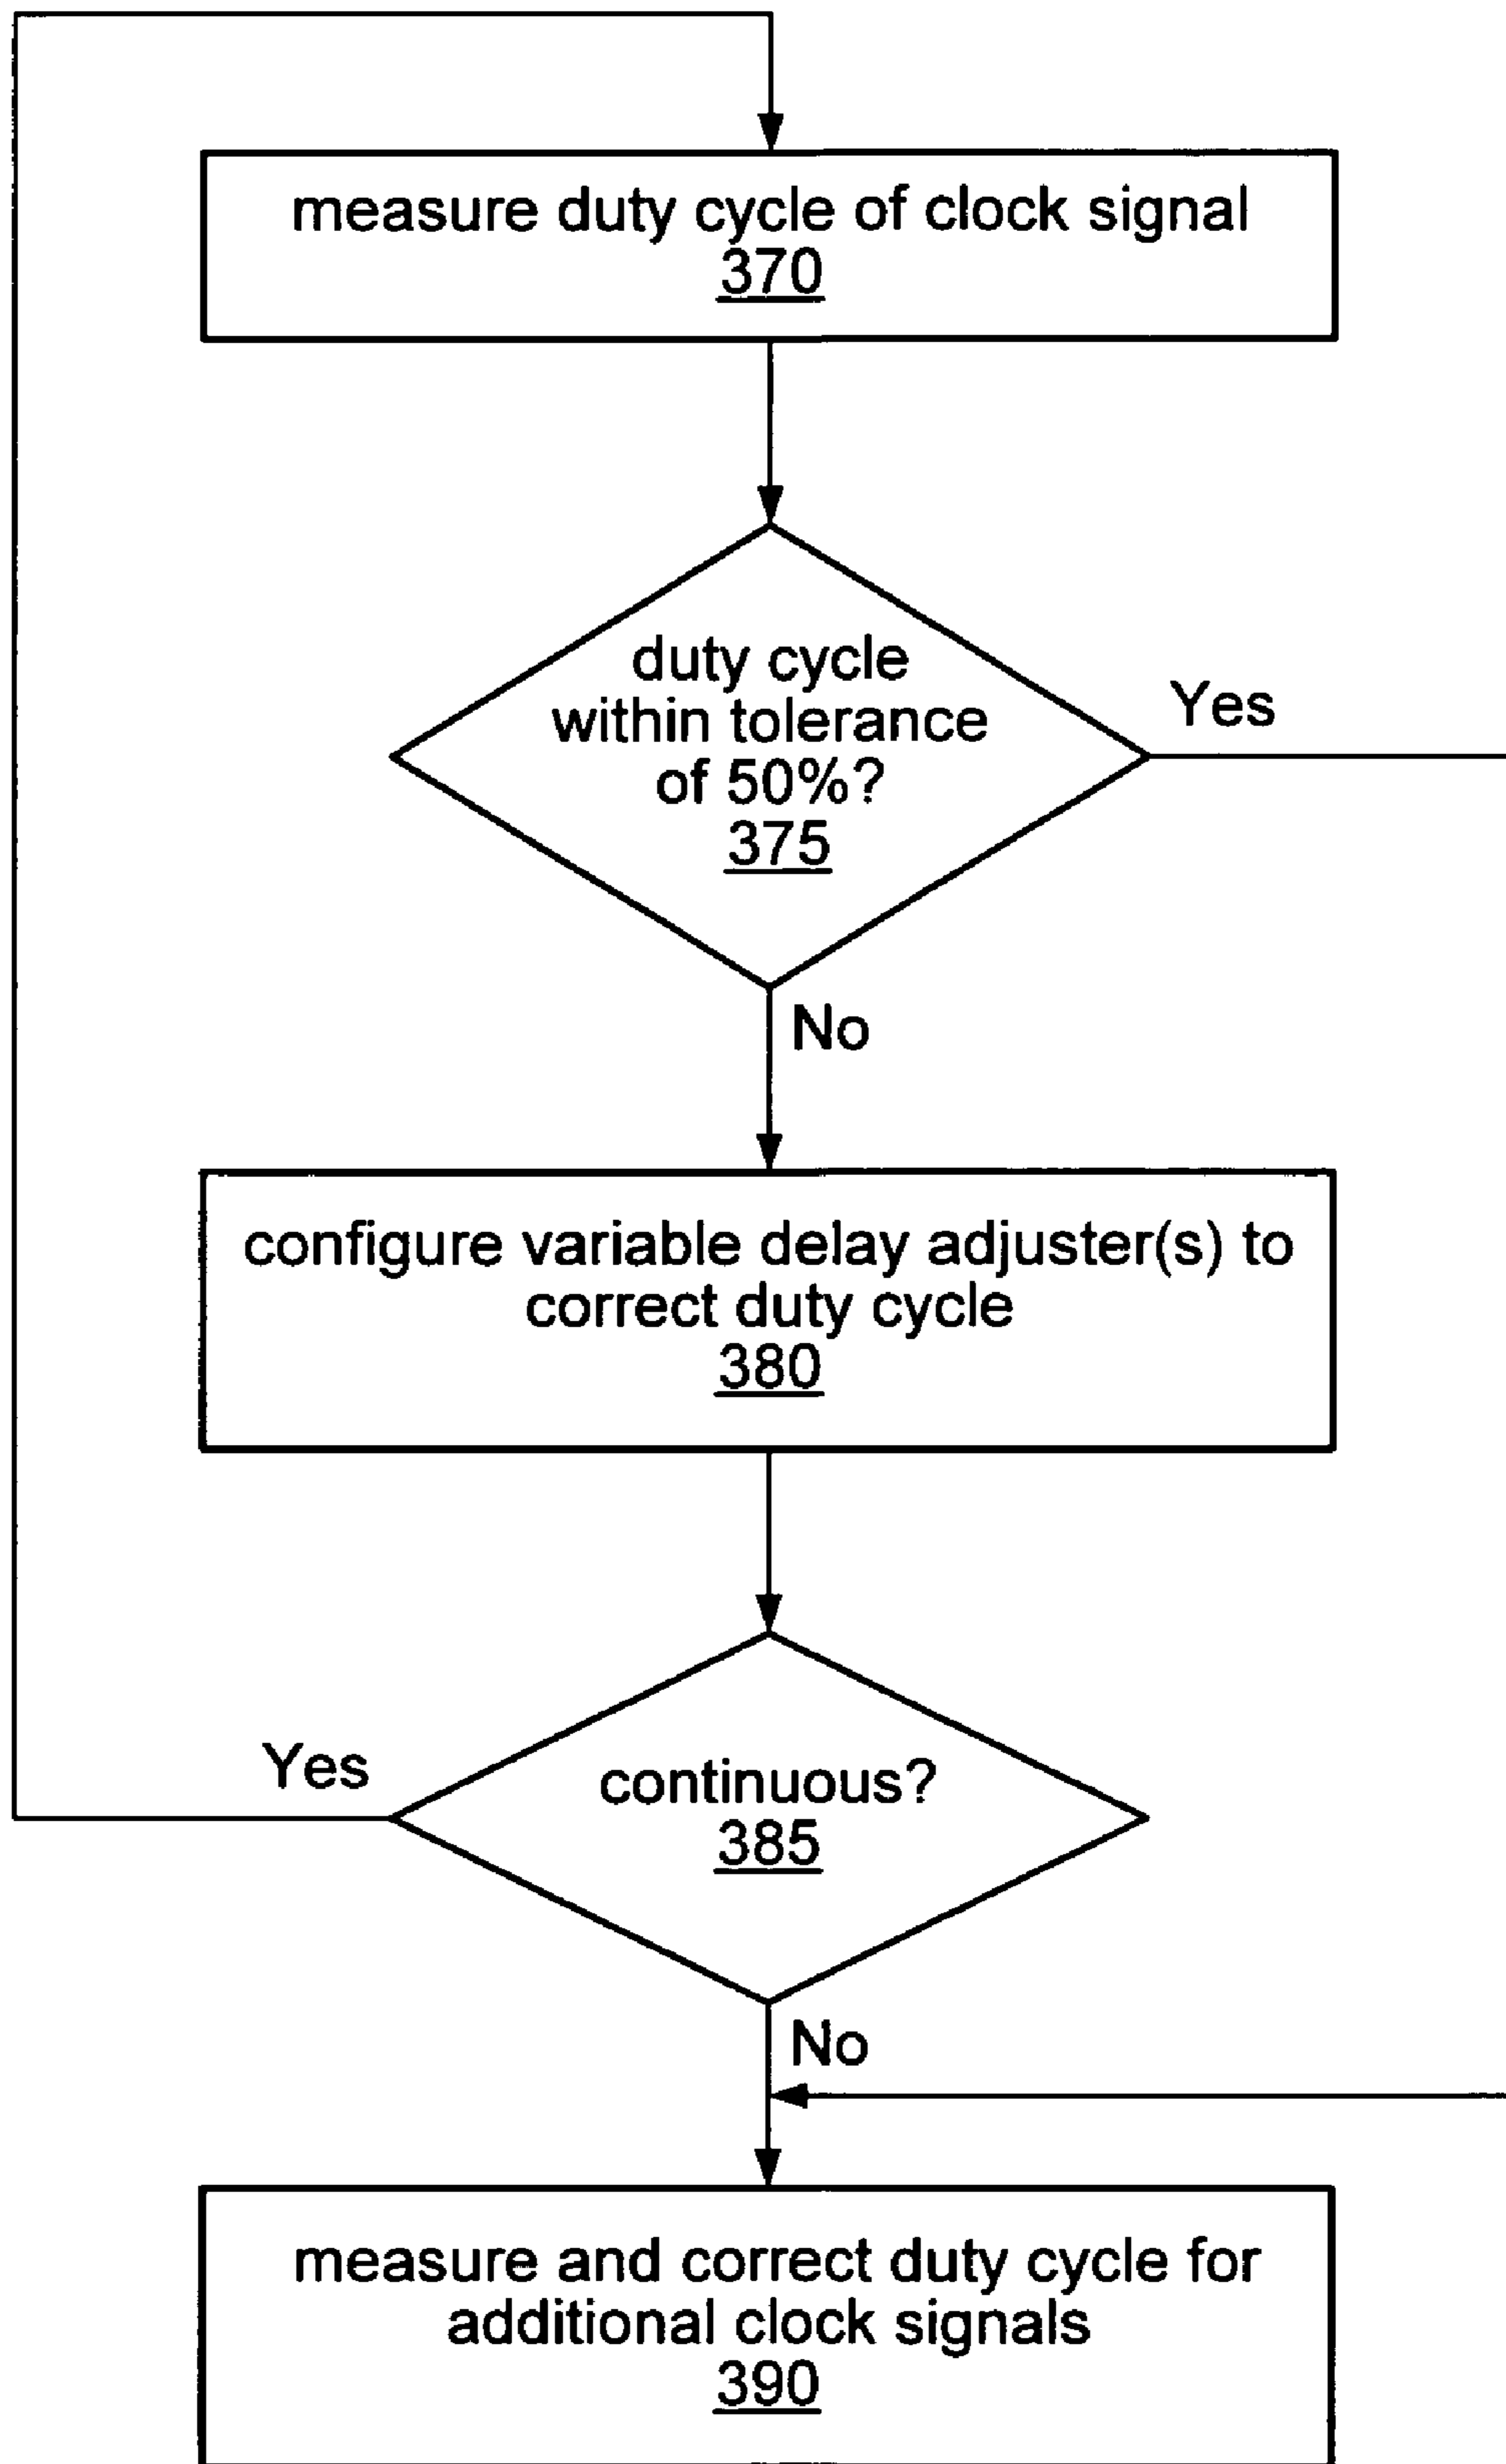 measure duty cycle of clock signal
370
duty cycle
within tolerance
of 50%?
375
Yes
No
configure variable delay adjuster(s) to
correct duty cycle
380
Yes
continuous?
385
No
measure and correct duty cycle for
additional clock signals
390